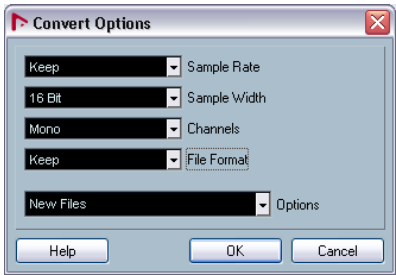 Convert Options
Keep Sample Rate
16 Bit Sample Width
Mono Channels
Keep File Format
New Files Options
Help OK Cancel